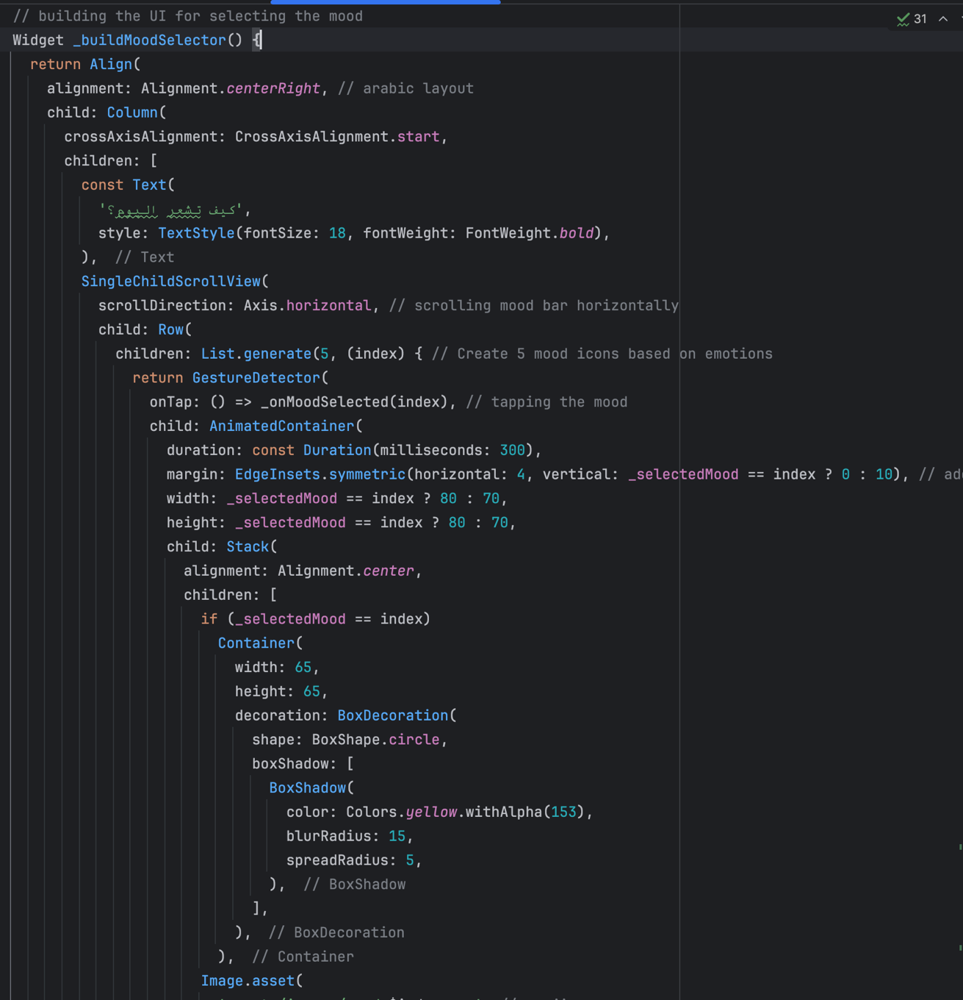 // building the UI for selecting the mood
31
Widget _buildMoodSelector() {
return Align(
alignment: Alignment.centerRight, // arabic layout
child: Column(
crossAxisAlignment: CrossAxisAlignment.start,
children: [
const Text(
'كيف تشعر اليوم؟',
style: TextStyle(fontSize: 18, fontWeight: FontWeight.bold),
), // Text
SingleChildScrollView(
scrollDirection: Axis.horizontal, // scrolling mood bar horizontally
child: Row(
children: List.generate(5, (index) { // Create 5 mood icons based on emotions
return GestureDetector(
onTap: () => _onMoodSelected(index), // tapping the mood
child: AnimatedContainer(
duration: const Duration(milliseconds: 300),
margin: EdgeInsets.symmetric(horizontal: 4, vertical: _selectedMood == index ? 0 : 10), //
width: _selectedMood == index ? 80 : 70,
height: _selectedMood == index ? 80 : 70,
child: Stack(
alignment: Alignment.center,
children: [
if (_selectedMood == index)
Container(
width: 65,
height: 65,
decoration: BoxDecoration(
shape: BoxShape.circle,
boxShadow: [
BoxShadow(
color: Colors.yellow.withAlpha(153),
blurRadius: 15,
spreadRadius: 5,
), // BoxShadow
],
), // BoxDecoration
), // Container
Image.asset(